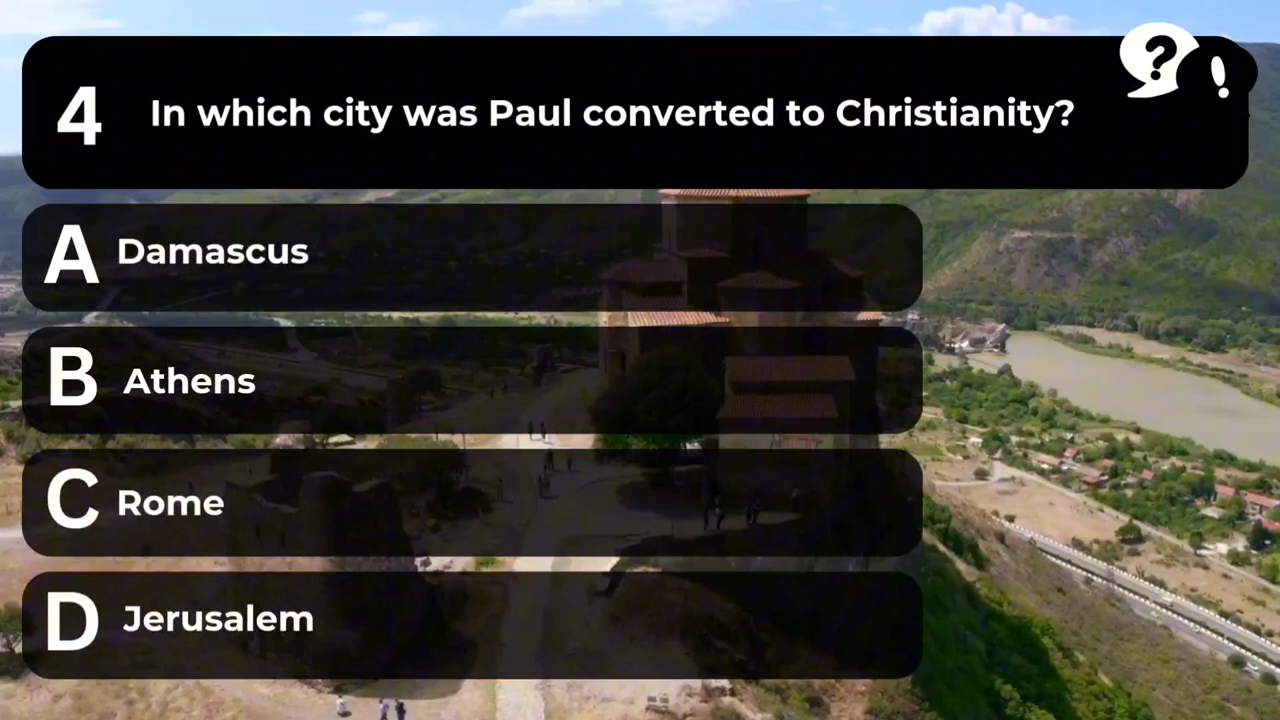 4 In which city was Paul converted to Christianity?
?!
A Damascus
B Athens
C Rome
D Jerusalem